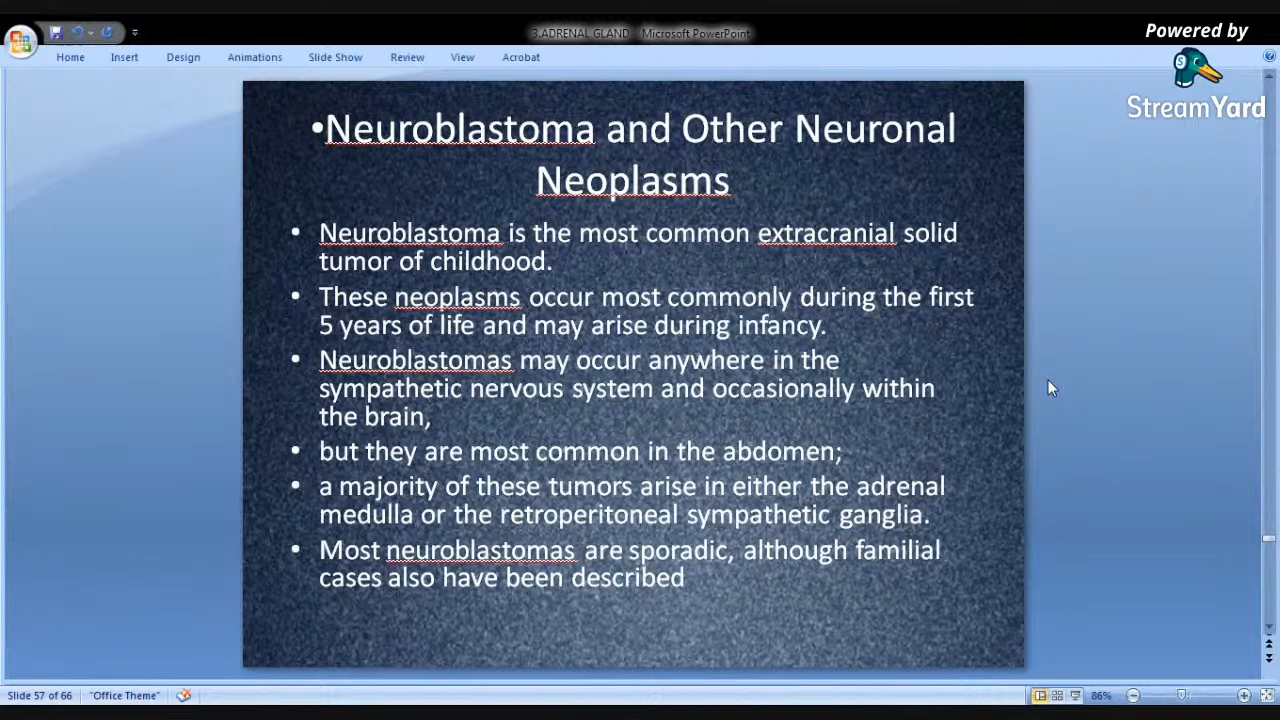 Powered by
3.ADRENAL GLAND Microsoft PowerPoint
Home Insert Design Animations Slide Show Review View Acrobat
StreamYard
•Neuroblastoma and Other Neuronal
Neoplasms
• Neuroblastoma is the most common extracranial solid
tumor of childhood.
• These neoplasms occur most commonly during the first
5 years of life and may arise during infancy.
• Neuroblastomas may occur anywhere in the
sympathetic nervous system and occasionally within
the brain,
• but they are most common in the abdomen;
• a majority of these tumors arise in either the adrenal
medulla or the retroperitoneal sympathetic ganglia.
• Most neuroblastomas are sporadic, although familial
cases also have been described
Slide 57 of 66 "Office Theme" 86%